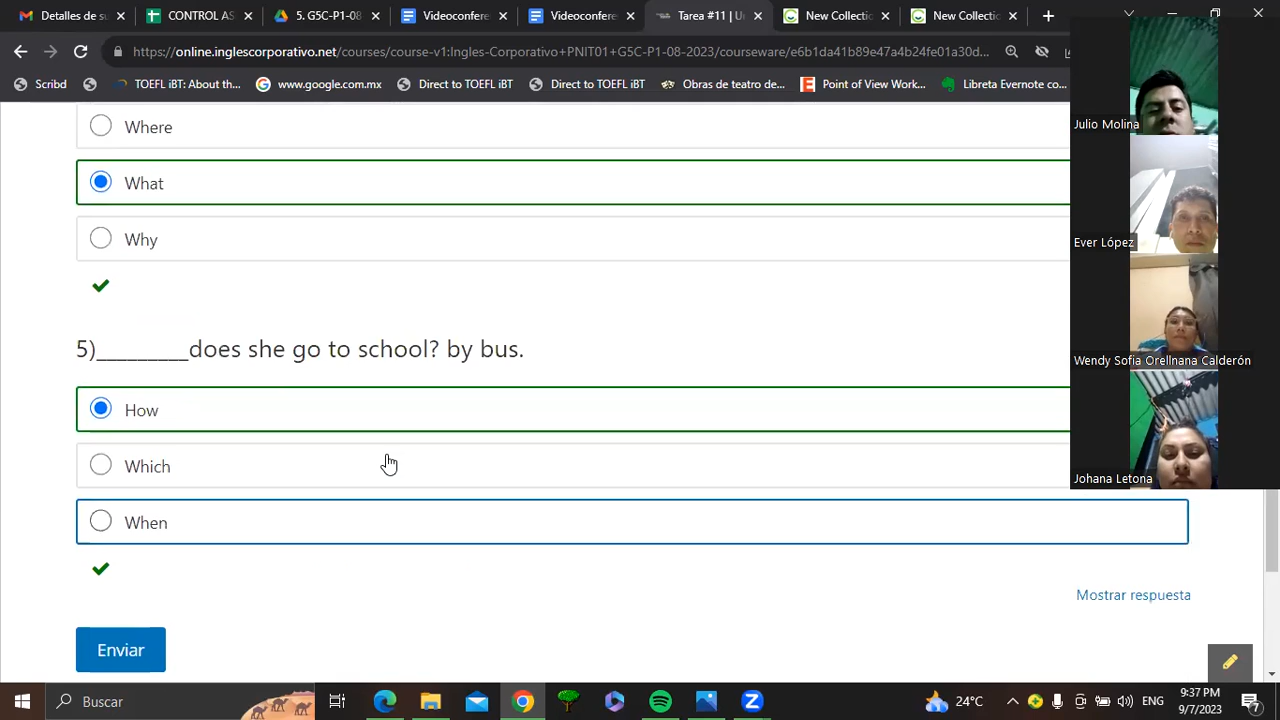 Detalles d
CONTROL AS
5. G5C-P1-08
Videoconfere
Videoconfere
Tarea #11 | U
New Collectio
New Collectio
https://online.inglescorporativo.net/courses/course-v1:Ingles-Corporativo+PNIT01+G5C-P1-08-2023/courseware/e6b1da41b89e47a4b24fe01a30d...
Scribd
TOEFL iBT: About th...
www.google.com.mx
Direct to TOEFL iBT
Direct to TOEFL iBT
Obras de teatro de...
Point of View Work...
Libreta Evernote co...
Where
What
Why
5)_________does she go to school? by bus.
How
Which
When
Mostrar respuesta
Enviar
Julio Molina
Ever López
Wendy Sofia Orellnana Calderón
Johana Letona
Buscar
24°C
ENG
9:37 PM
9/7/2023
7